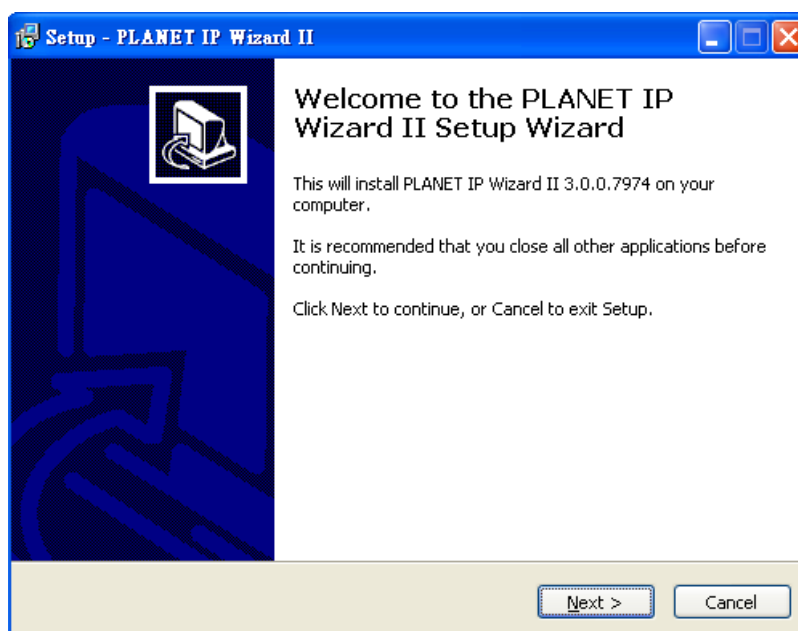 Setup - PLANET IP Wizard II
Welcome to the PLANET IP
Wizard II Setup Wizard
This will install PLANET IP Wizard II 3.0.0.7974 on your
computer.
It is recommended that you close all other applications before
continuing.
Click Next to continue, or Cancel to exit Setup.
Next >
Cancel